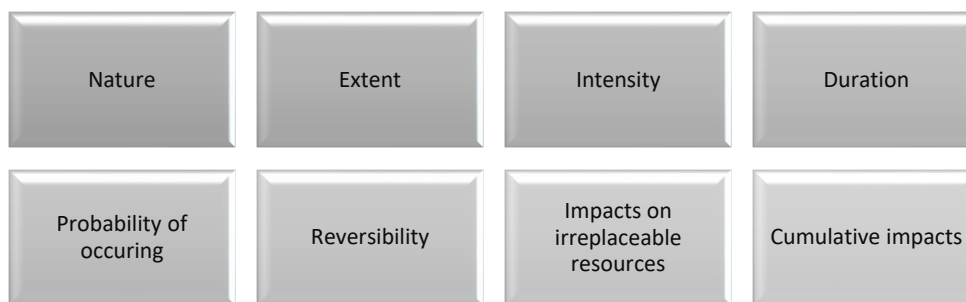 Nature
Extent
Intensity
Duration
Probability of
occuring
Reversibility
Impacts on
irreplaceable
resources
Cumulative impacts